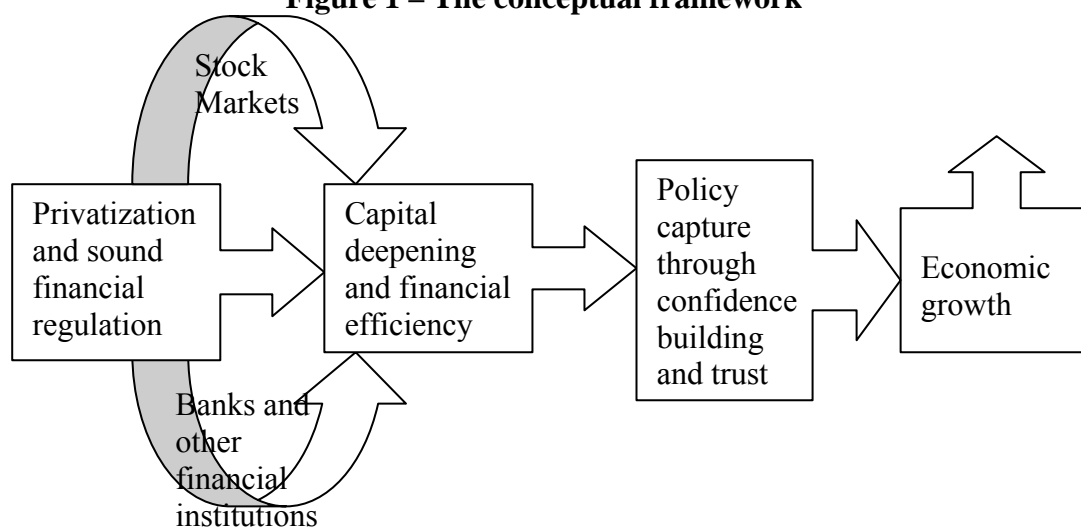 Figure 1 – The conceptual framework
Stock
Markets
Privatization
and sound
financial
regulation
Capital
deepening
and financial
efficiency
Policy
capture
through
confidence
building
and trust
Economic
growth
Banks and
other
financial
institutions